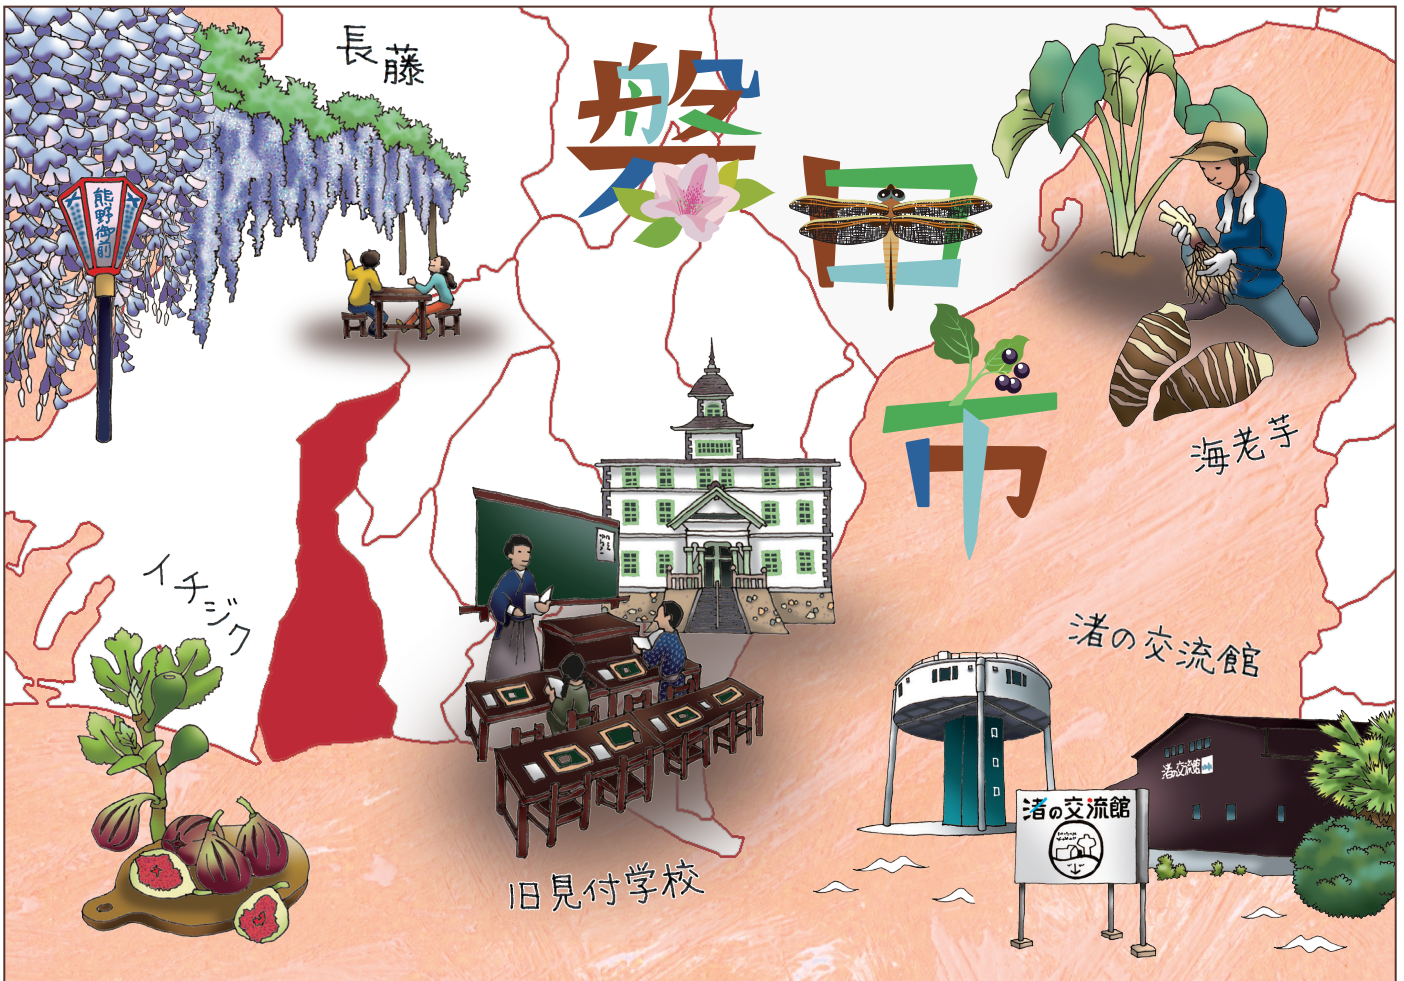 長藤
熊野御前
盤田市
海老芋
イチジク
渚の交流館
渚の交流館
渚の交流館
旧見付学校